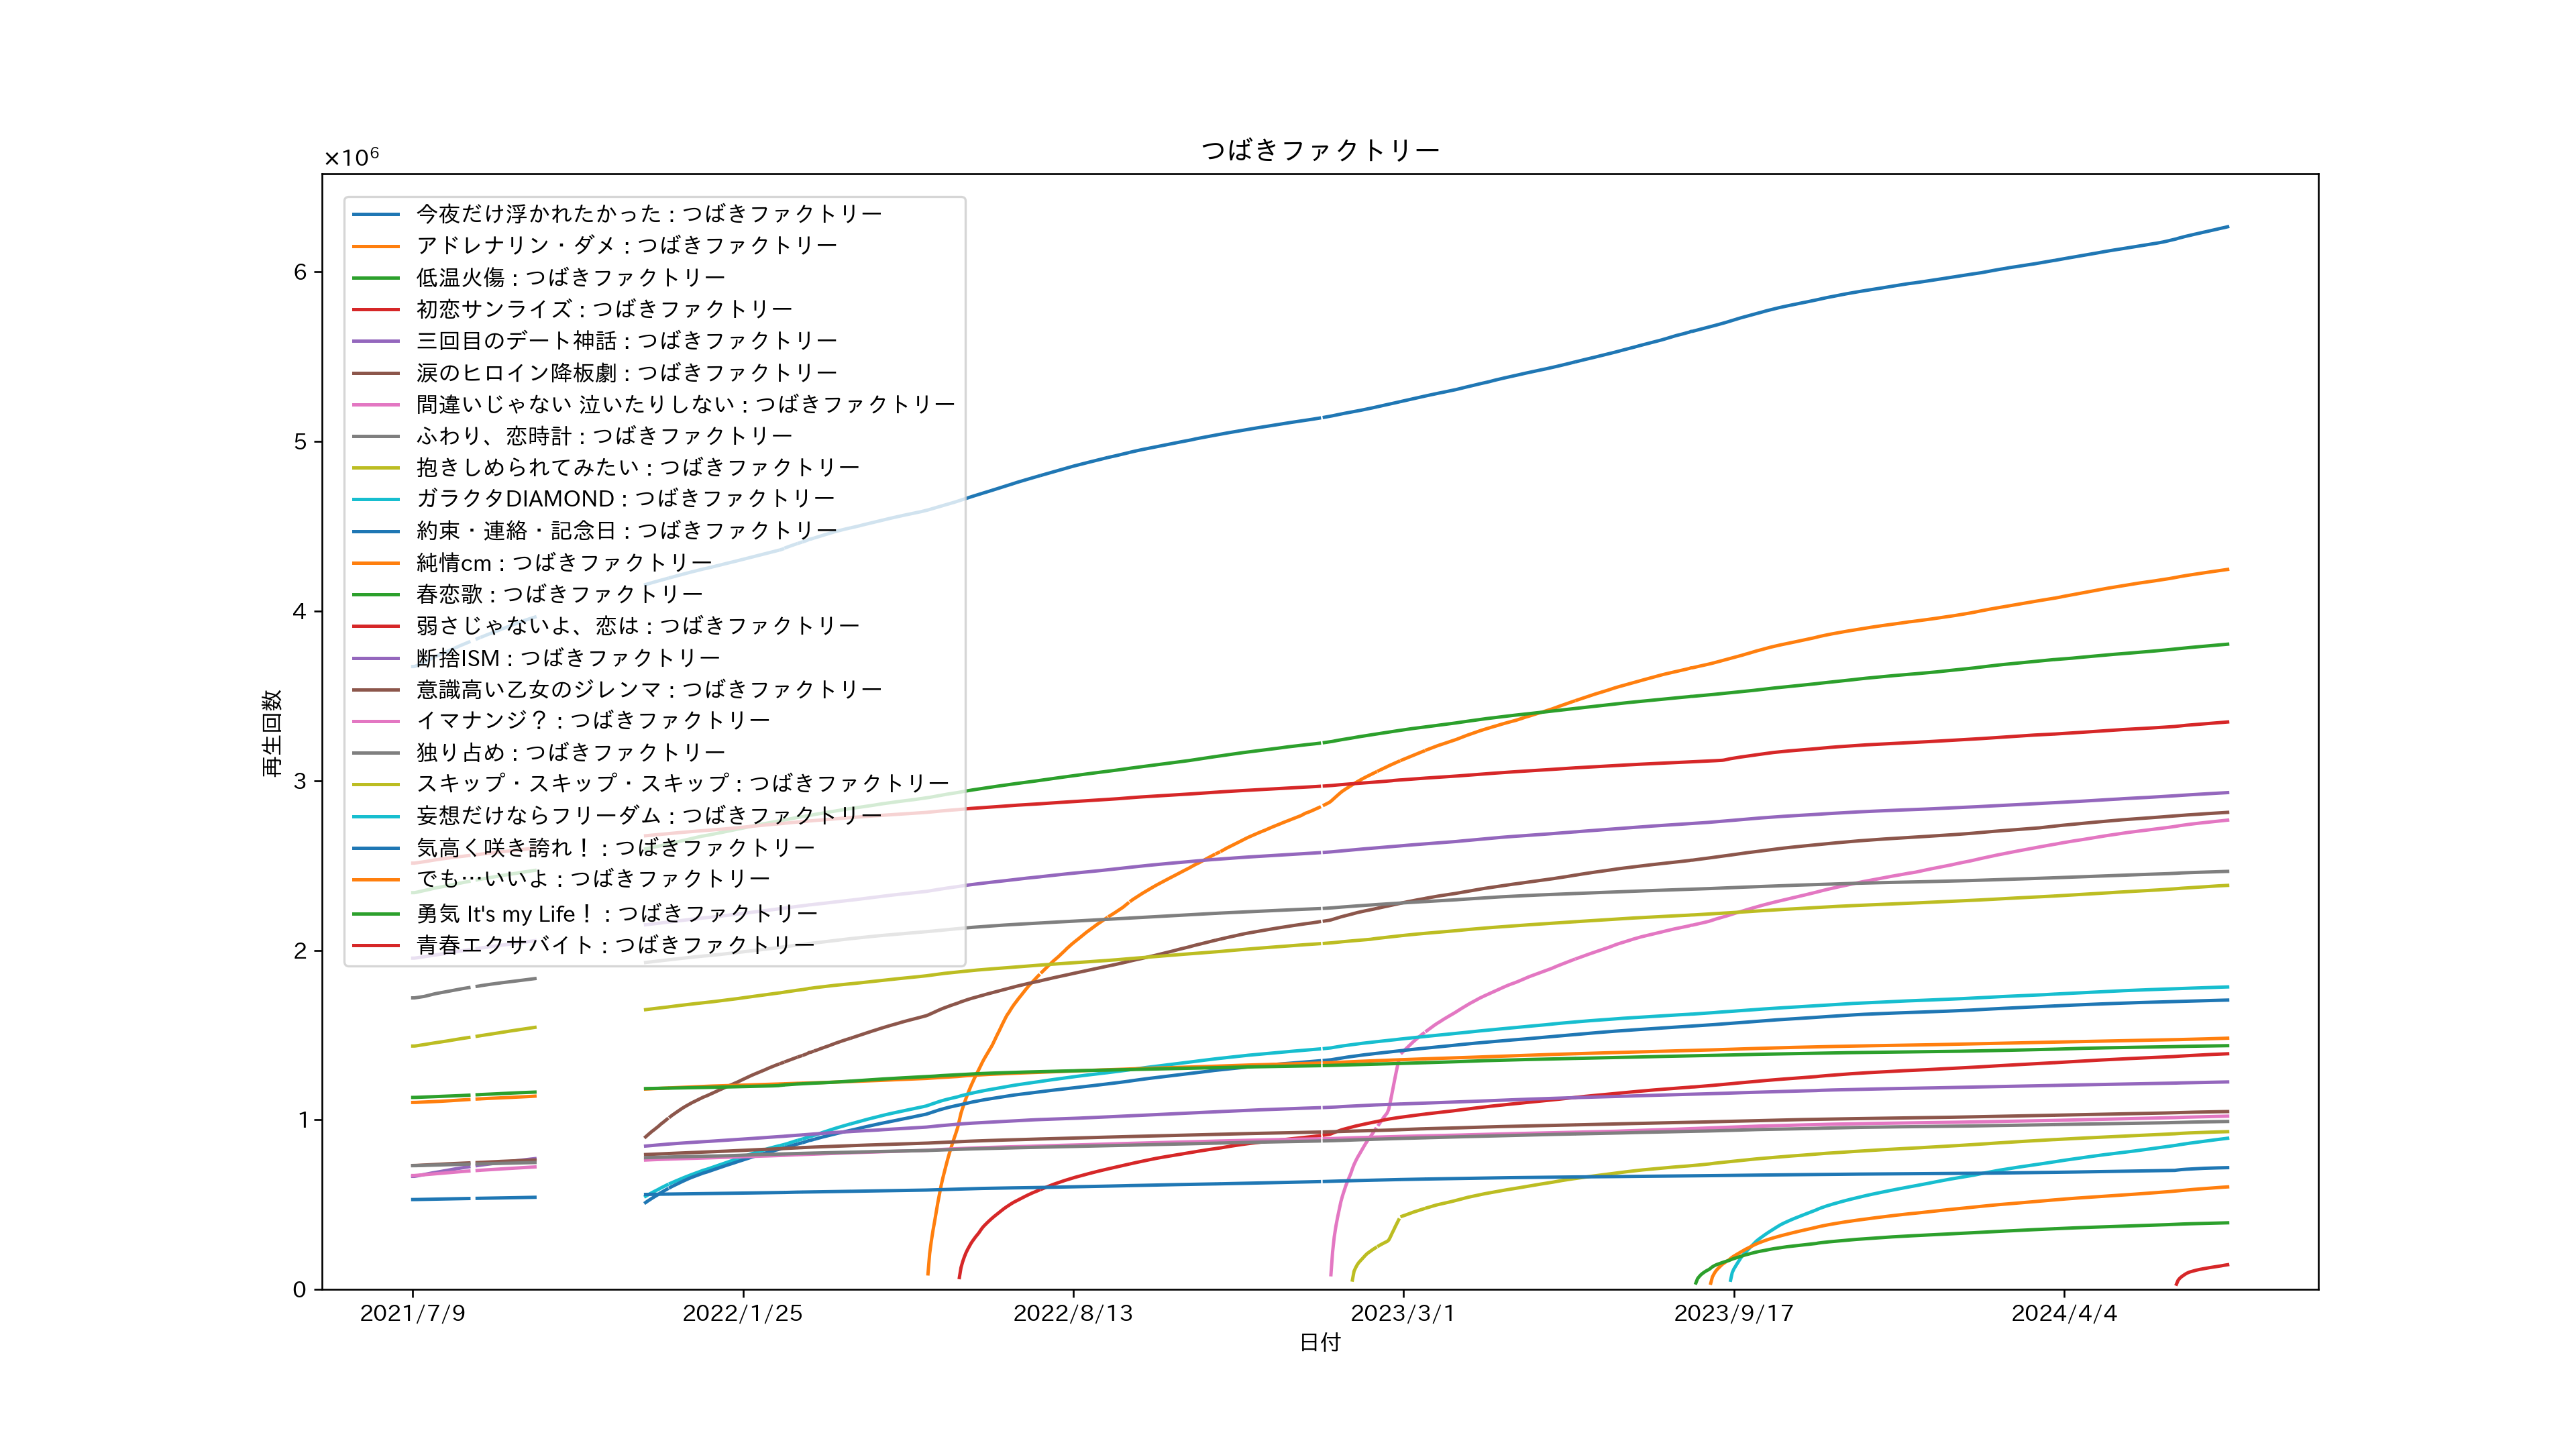 つばきファクトリー
×10⁶
今夜だけ浮かれたかった : つばきファクトリー
アドレナリン・ダメ : つばきファクトリー
低温火傷 : つばきファクトリー
初恋サンライズ : つばきファクトリー
三回目のデート神話 : つばきファクトリー
涙のヒロイン降板劇 : つばきファクトリー
間違いじゃない 泣いたりしない : つばきファクトリー
ふわり、恋時計 : つばきファクトリー
抱きしめられてみたい : つばきファクトリー
ガラクタDIAMOND : つばきファクトリー
約束・連絡・記念日 : つばきファクトリー
純情cm : つばきファクトリー
春恋歌 : つばきファクトリー
弱さじゃないよ、恋は : つばきファクトリー
断捨ISM : つばきファクトリー
意識高い乙女のジレンマ : つばきファクトリー
イマナンジ？ : つばきファクトリー
独り占め : つばきファクトリー
スキップ・スキップ・スキップ : つばきファクトリー
妄想だけならフリーダム : つばきファクトリー
気高く咲き誇れ！ : つばきファクトリー
でも…いいよ : つばきファクトリー
勇気 It's my Life！ : つばきファクトリー
青春エクサバイト : つばきファクトリー
再生回数
6
5
4
3
2
1
0
2021/7/9
2022/1/25
2022/8/13
2023/3/1
2023/9/17
2024/4/4
日付